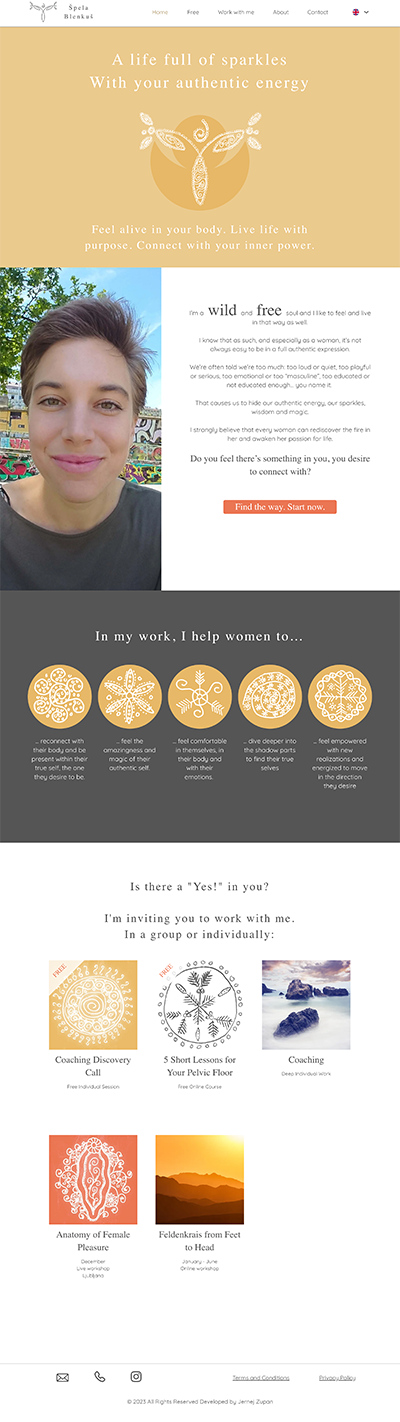 Špela
Blenkuš
Home Free Work with me About Contact
A life full of sparkles
With your authentic energy
Feel alive in your body. Live life with
purpose. Connect with your inner power.
I'm a wild and free soul and I like to feel and live
in that way as well.
I know that as such, and especially as a woman, it's not
always easy to be in a full authentic expression.
We're often told we're too much: too loud or quiet, too playful
or serious, too emotional or too "masculine", too educated or
not educated enough... you name it.
That causes us to hide our authentic energy, our sparkles,
wisdom and magic.
I strongly believe that every woman can rediscover the fire in
her and awaken her passion for life.
Do you feel there's something in you, you desire
to connect with?
Find the way. Start now.
In my work, I help women to...
... reconnect with
their body and be
present within their
true self, the one
they desire to be.
... feel the
amazingness and
magic of their
authentic self.
... feel comfortable
in themselves, in
their body and
with their
emotions.
... dive deeper into
the shadow parts
to find their true
selves
... feel empowered
with new
realizations and
energized to move
in the direction
they desire
Is there a "Yes!" in you?
I'm inviting you to work with me.
In a group or individually:
FREE
Coaching Discovery
Call
Free Individual Session
FREE
5 Short Lessons for
Your Pelvic Floor
Free Online Course
Coaching
Deep Individual Work
Anatomy of Female
Pleasure
December
Live workshop
Ljubljana
Feldenkrais from Feet
to Head
January - June
Online workshop
Terms and Conditions Privacy Policy
© 2023 All Rights Reserved Developed by Jernej Zupan